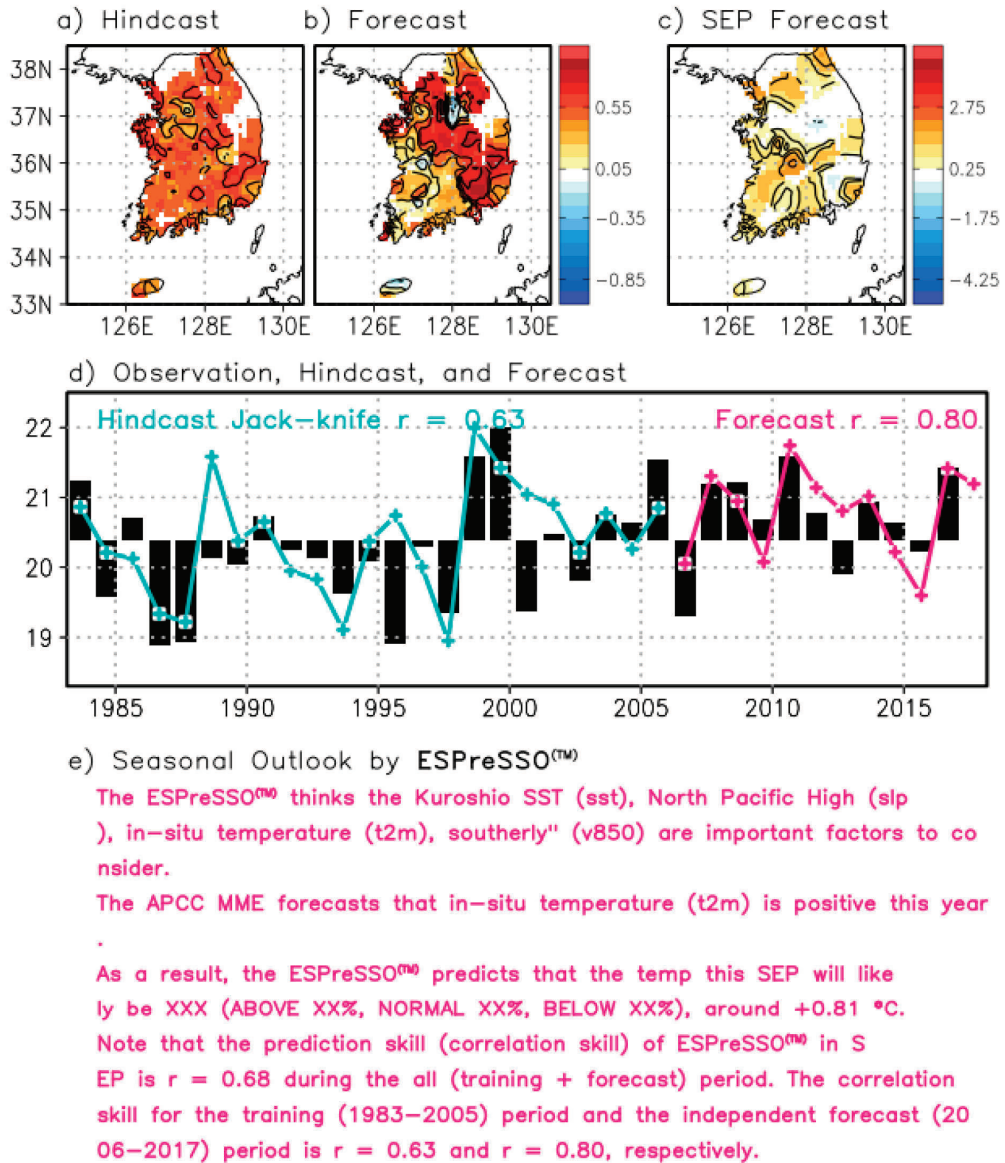 a) Hindcast
b) Forecast
c) SEP Forecast
38N
37N
36N
35N
34N
33N
126E 128E 130E
126E 128E 130E
126E 128E 130E
0.55
0.05
−0.35
−0.85
2.75
0.25
−1.75
−4.25
d) Observation, Hindcast, and Forecast
Hindcast Jack−knife r = 0.63
Forecast r = 0.80
22
21
20
19
1985 1990 1995 2000 2005 2010 2015
e) Seasonal Outlook by ESPreSSO(TM)
The ESPreSSO(TM) thinks the Kuroshio SST (sst), North Pacific High (slp
), in−situ temperature (t2m), southerly" (v850) are important factors to co
nsider.
The APCC MME forecasts that in−situ temperature (t2m) is positive this year
.
As a result, the ESPreSSO(TM) predicts that the temp this SEP will like
ly be XXX (ABOVE XX%, NORMAL XX%, BELOW XX%), around +0.81 °C.
Note that the prediction skill (correlation skill) of ESPreSSO(TM) in S
EP is r = 0.68 during the all (training + forecast) period. The correlation
skill for the training (1983−2005) period and the independent forecast (20
06−2017) period is r = 0.63 and r = 0.80, respectively.